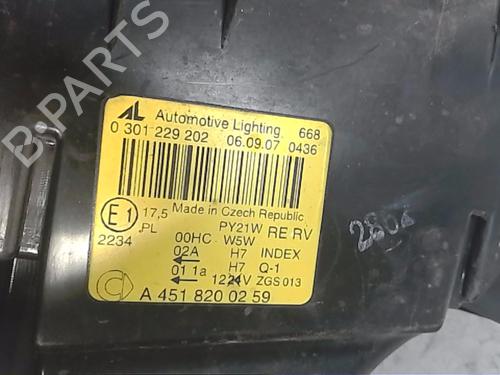 B-PARTS
AL Automotive Lighting 668
0 301 229 202 06.09.07 0436
E1 17,5 Made in Czech Republic
PL PY21W RE RV
2234 00HC W5W
02A H7 INDEX
01 1a H7 Q-1
12 V ZGS 013
A 451 820 02 59